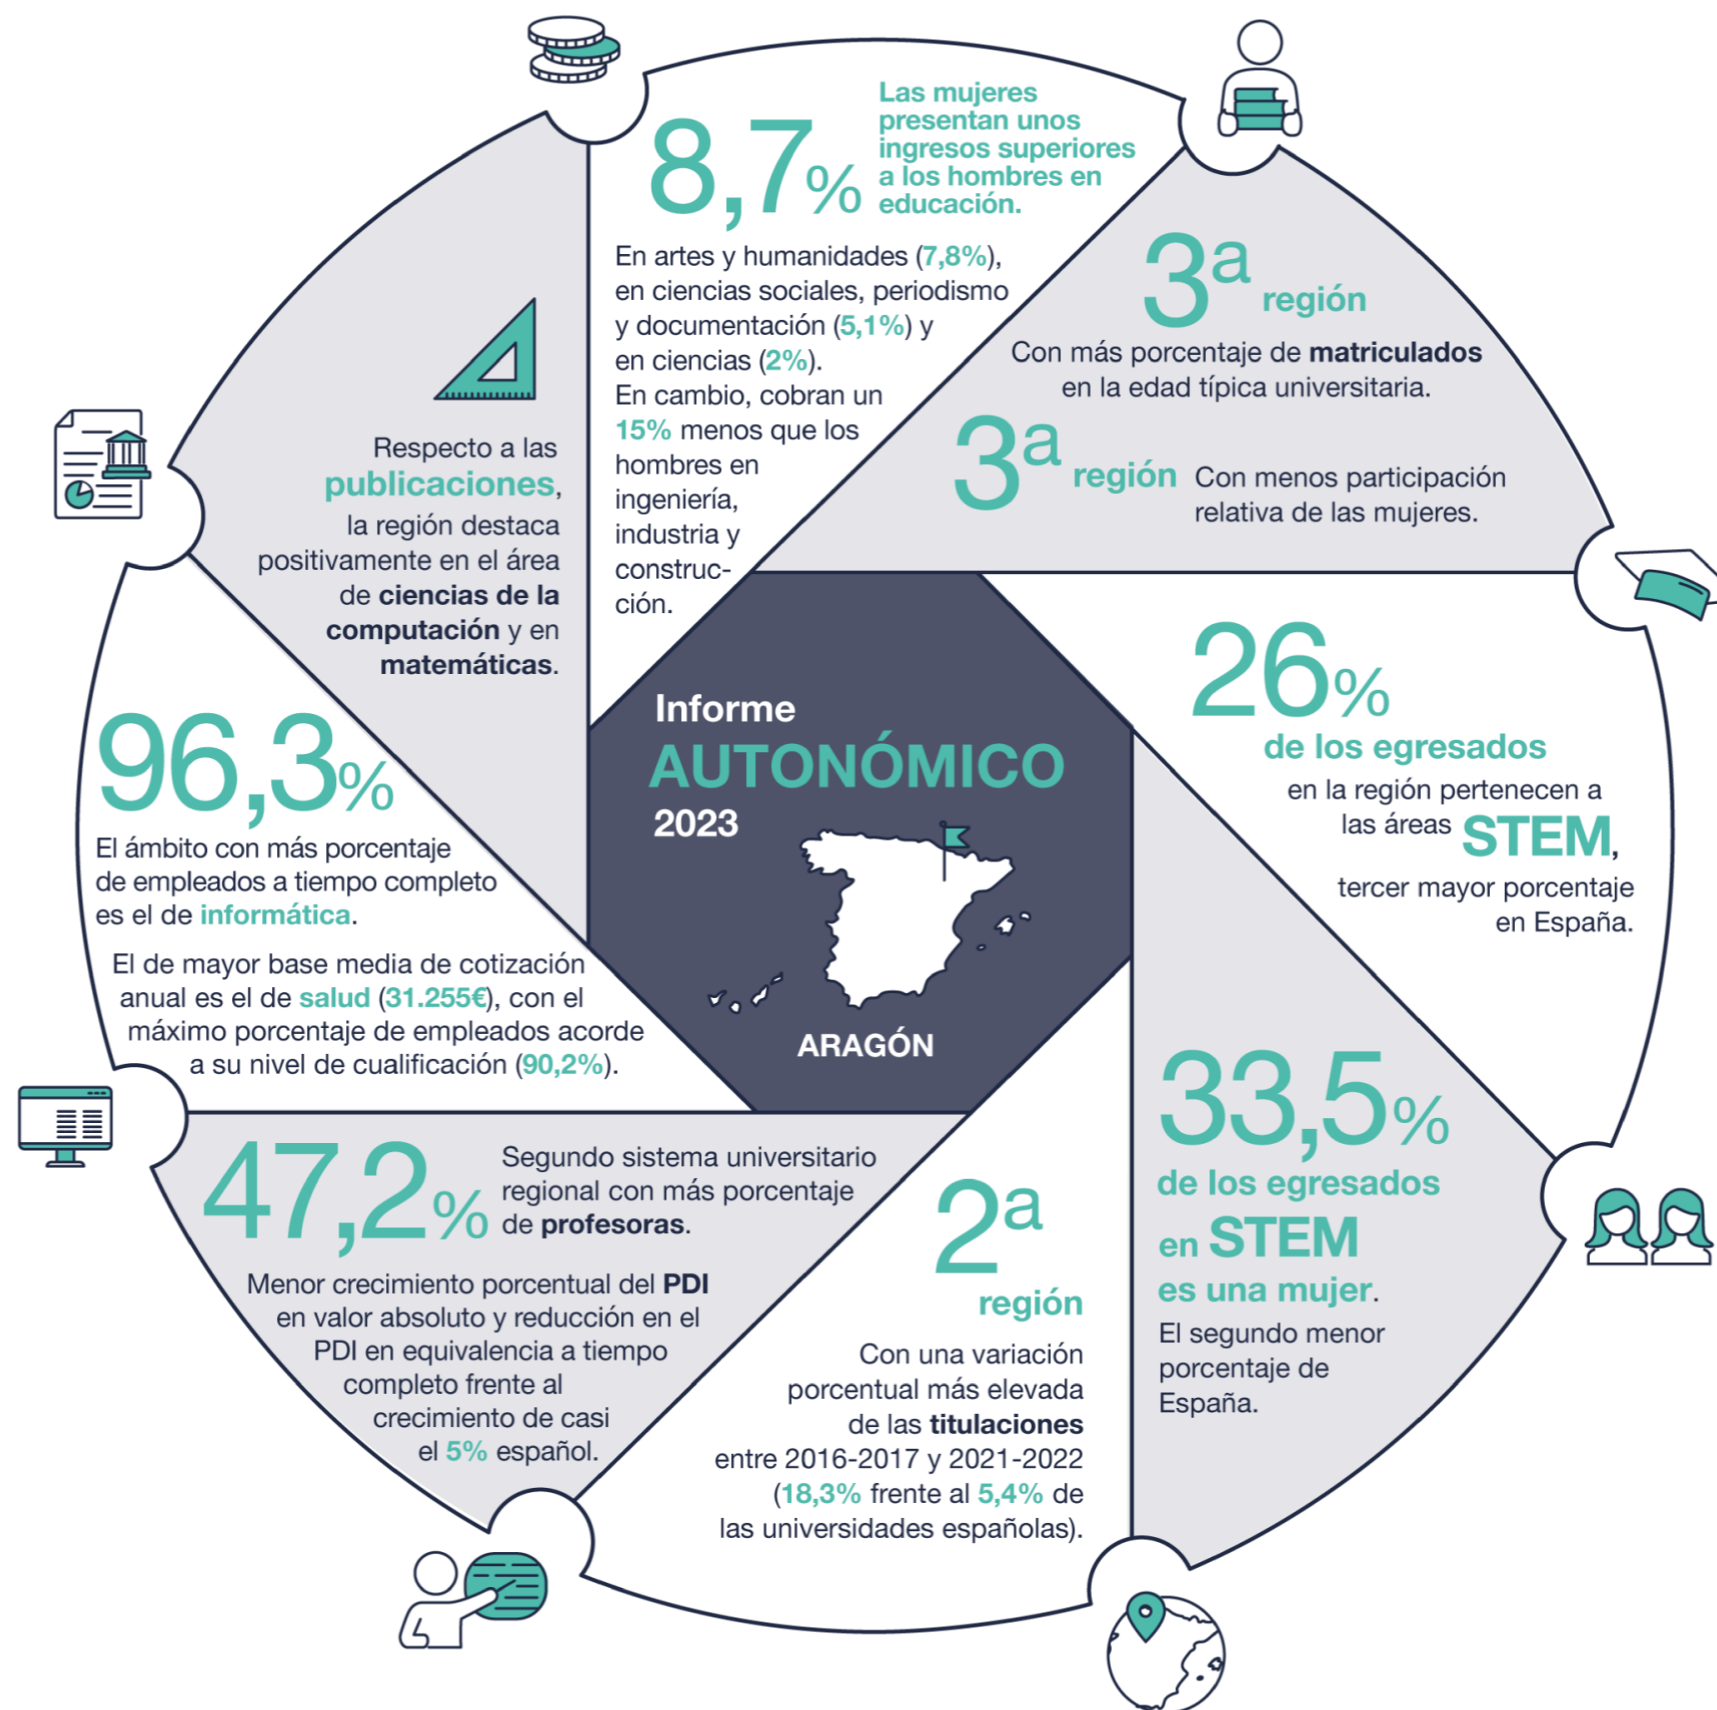 8,7%
Las mujeres
presentan unos
ingresos superiores
a los hombres en
educación.
En artes y humanidades (7,8%),
en ciencias sociales, periodismo
y documentación (5,1%) y
en ciencias (2%).
En cambio, cobran un
15% menos que los
hombres en
ingeniería,
industria y
construc-
ción.
3ª región
Con más porcentaje de matriculados
en la edad típica universitaria.
3ª región
Con menos participación
relativa de las mujeres.
26%
de los egresados
en la región pertenecen a
las áreas STEM,
tercer mayor porcentaje
en España.
33,5%
de los egresados
en STEM
es una mujer.
El segundo menor
porcentaje de
España.
2ª
región
Con una variación
porcentual más elevada
de las titulaciones
entre 2016-2017 y 2021-2022
(18,3% frente al 5,4% de
las universidades españolas).
47,2%
Segundo sistema universitario
regional con más porcentaje
de profesoras.
Menor crecimiento porcentual del PDI
en valor absoluto y reducción en el
PDI en equivalencia a tiempo
completo frente al
crecimiento de casi
el 5% español.
96,3%
El ámbito con más porcentaje
de empleados a tiempo completo
es el de informática.
El de mayor base media de cotización
anual es el de salud (31.255€), con el
máximo porcentaje de empleados acorde
a su nivel de cualificación (90,2%).
Respecto a las
publicaciones,
la región destaca
positivamente en el área
de ciencias de la
computación y en
matemáticas.
Informe
AUTONÓMICO
2023
ARAGÓN